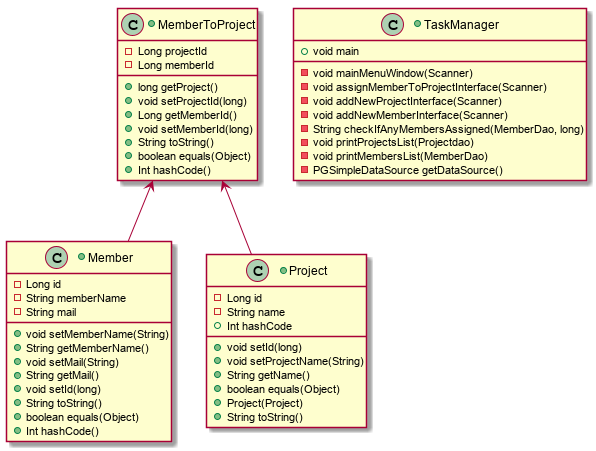 C MemberToProject
Long projectId
Long memberId
long getProject()
void setProjectId(long)
Long getMemberId()
void setMemberId(long)
String toString()
boolean equals(Object)
Int hashCode()
C TaskManager
void main
void mainMenuWindow(Scanner)
void assignMemberToProjectInterface(Scanner)
void addNewProjectInterface(Scanner)
void addNewMemberInterface(Scanner)
String checkIfAnyMembersAssigned(MemberDao, long)
void printProjectsList(Projectdao)
void printMembersList(MemberDao)
PGSimpleDataSource getDataSource()
C Member
Long id
String memberName
String mail
void setMemberName(String)
String getMemberName()
void setMail(String)
String getMail()
void setId(long)
String toString()
boolean equals(Object)
Int hashCode()
C Project
Long id
String name
Int hashCode
void setId(long)
void setProjectName(String)
String getName()
boolean equals(Object)
Project(Project)
String toString()